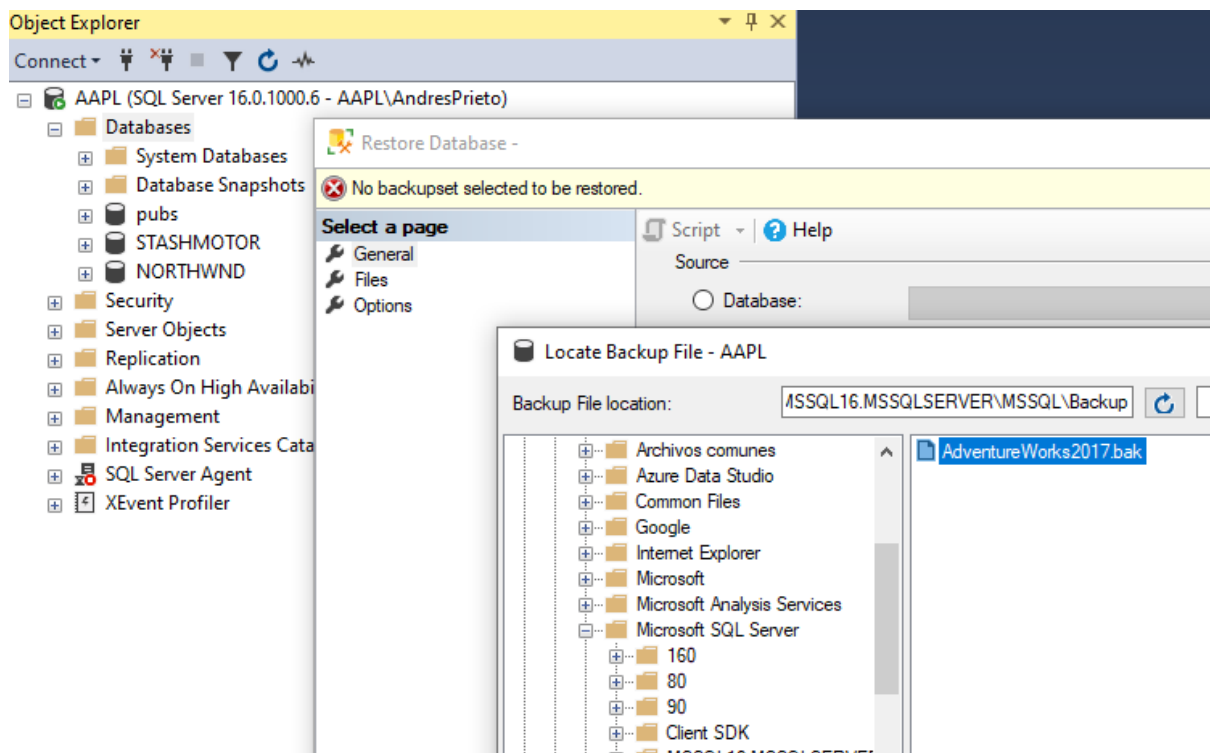 Object Explorer
Connect
AAPL (SQL Server 16.0.1000.6 - AAPL\AndresPrieto)
Databases
System Databases
Database Snapshots
pubs
STASHMOTOR
NORTHWND
Security
Server Objects
Replication
Always On High Availabi
Management
Integration Services Cata
SQL Server Agent
XEvent Profiler
Restore Database -
No backupset selected to be restored.
Select a page
General
Files
Options
Script
Help
Source
Database:
Locate Backup File - AAPL
Backup File location:
MSSQL16.MSSQLSERVER\MSSQL\Backup
Archivos comunes
Azure Data Studio
Common Files
Google
Internet Explorer
Microsoft
Microsoft Analysis Services
Microsoft SQL Server
160
80
90
Client SDK
AdventureWorks2017.bak